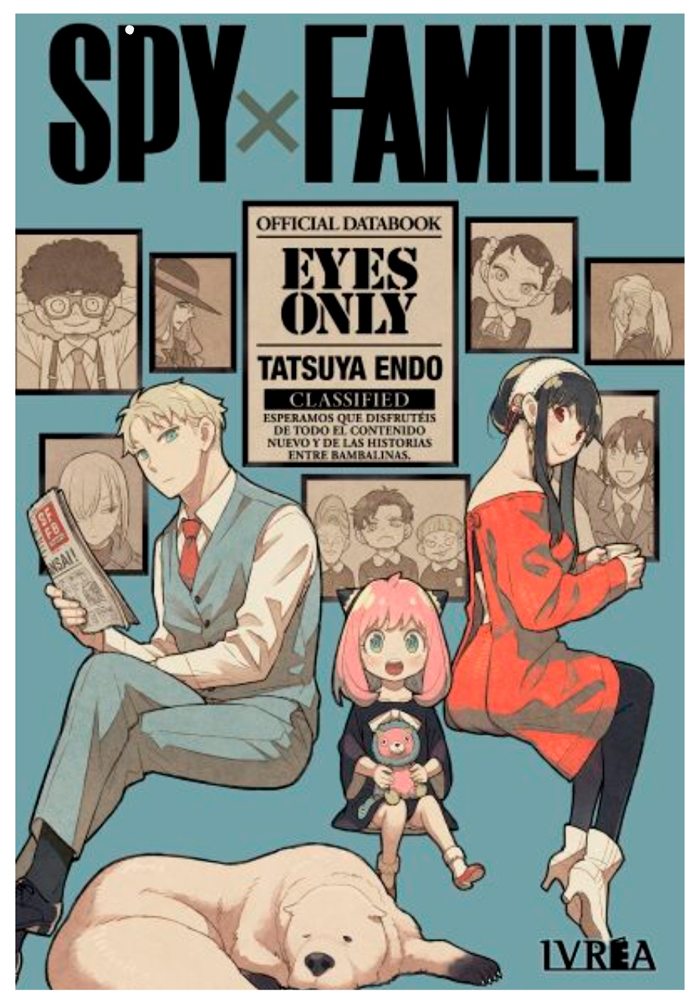 SPY×FAMILY
OFFICIAL DATABOOK
EYES
ONLY
TATSUYA ENDO
CLASSIFIED
ESPERAMOS QUE DISFRUTÉIS
DE TODO EL CONTENIDO
NUEVO Y DE LAS HISTORIAS
ENTRE BAMBALINAS.
IVRÉA